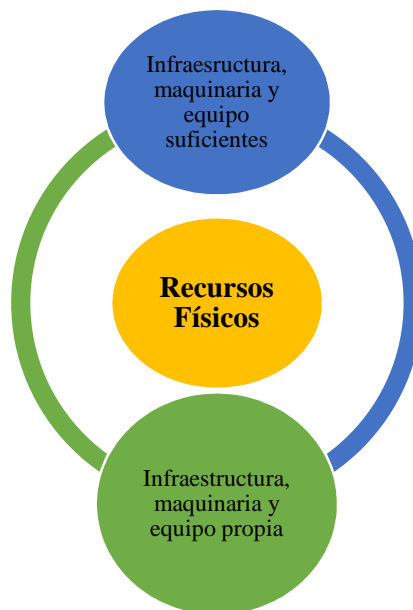 Infraesructura,
maquinaria y
equipo
suficientes
Recursos
Físicos
Infraestructura,
maquinaria y
equipo propia